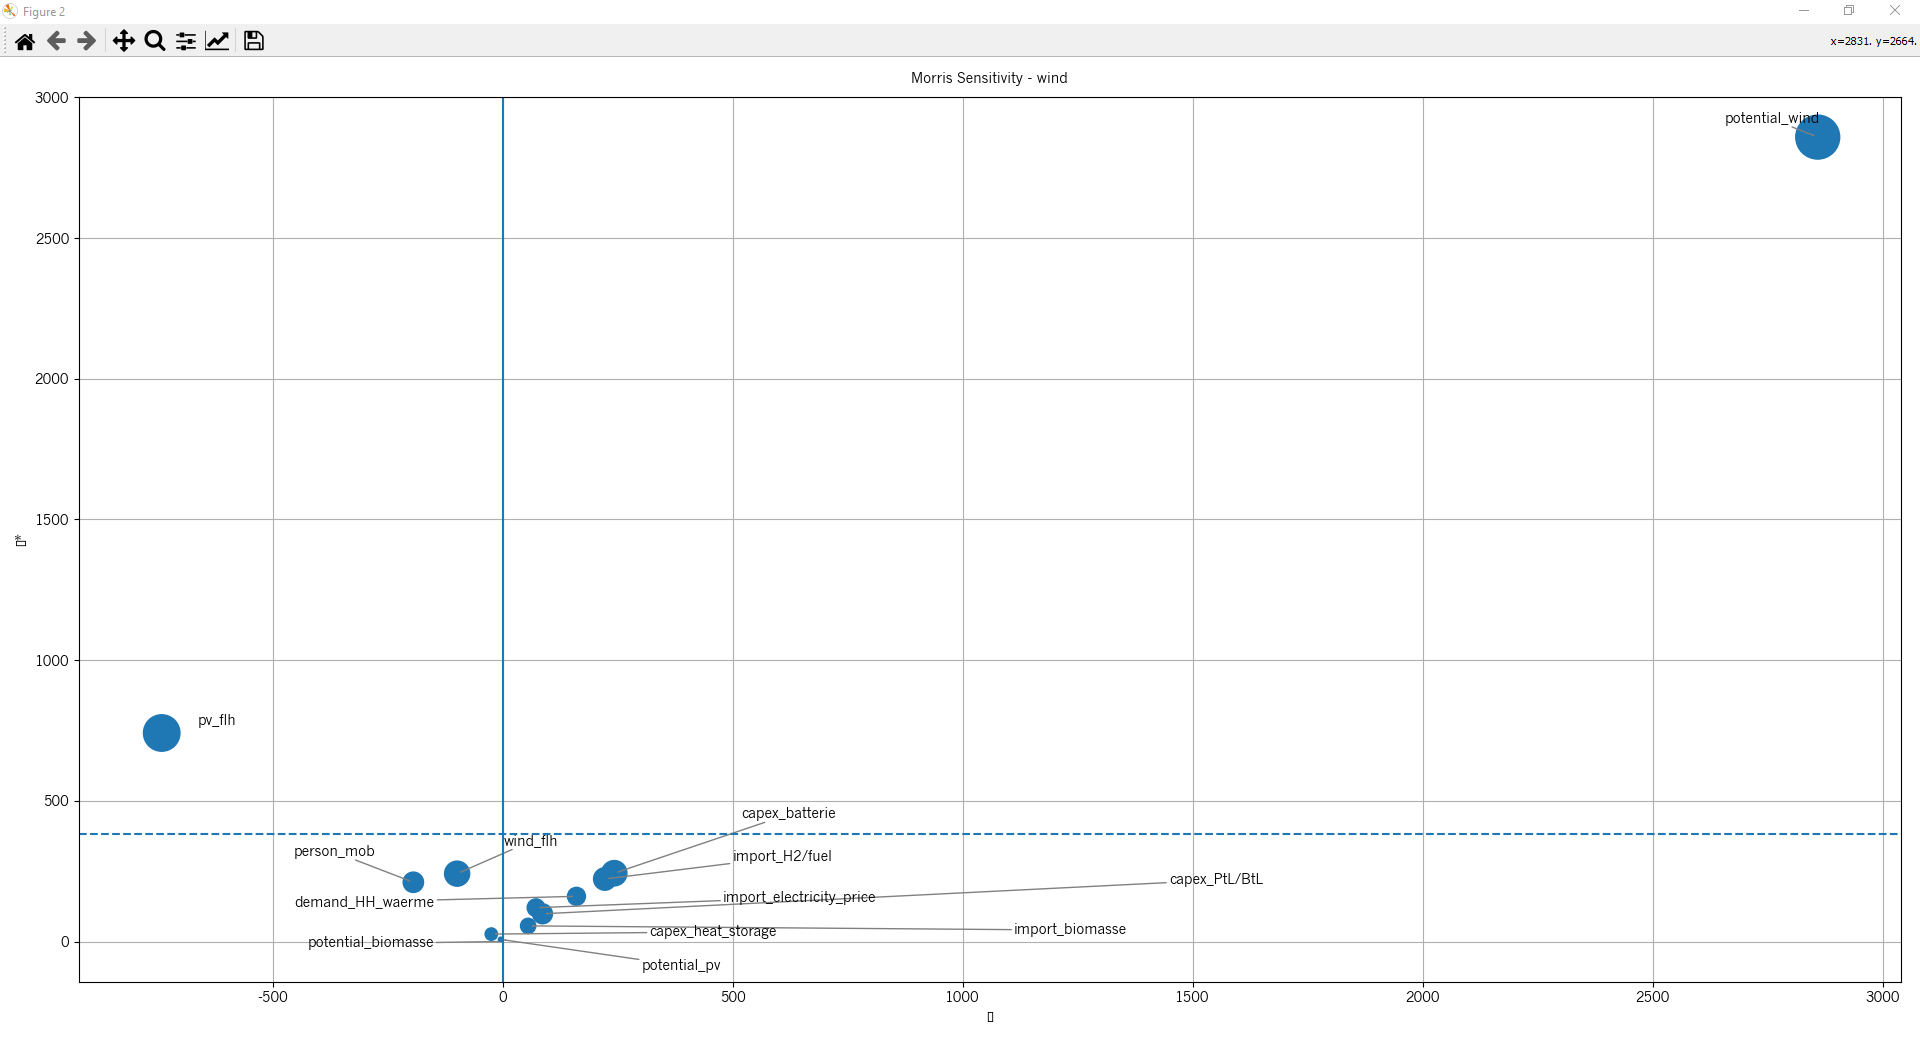 Figure 2
x=2831. y=2664.
Morris Sensitivity - wind
3000
2500
2000
1500
1000
500
0
*
potential_wind
pv_flh
capex_batterie
wind_flh
person_mob
import_H2/fuel
capex_PtL/BtL
import_electricity_price
demand_HH_waerme
import_biomasse
capex_heat_storage
potential_biomasse
potential_pv
-500
0
500
1000
1500
2000
2500
3000